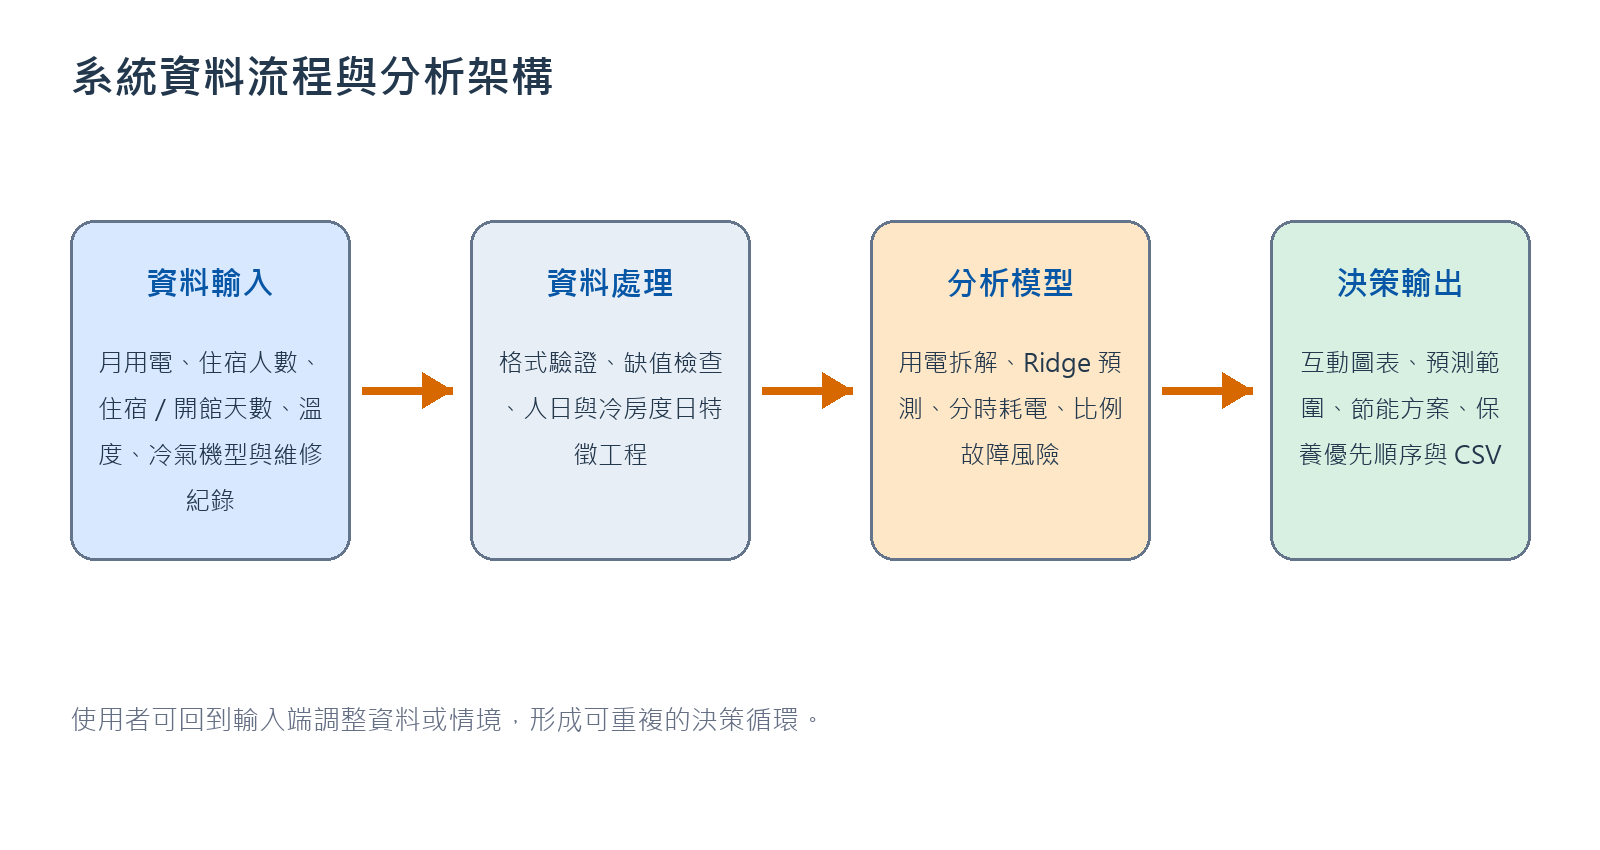 系統資料流程與分析架構
資料輸入
月用電、住宿人數、
住宿 / 開館天數、溫
度、冷氣機型與維修
紀錄
資料處理
格式驗證、缺值檢查
、人日與冷房度日特
徵工程
分析模型
用電拆解、Ridge 預
測、分時耗電、比例
故障風險
決策輸出
互動圖表、預測範
圍、節能方案、保
養優先順序與 CSV
使用者可回到輸入端調整資料或情境，形成可重複的決策循環。